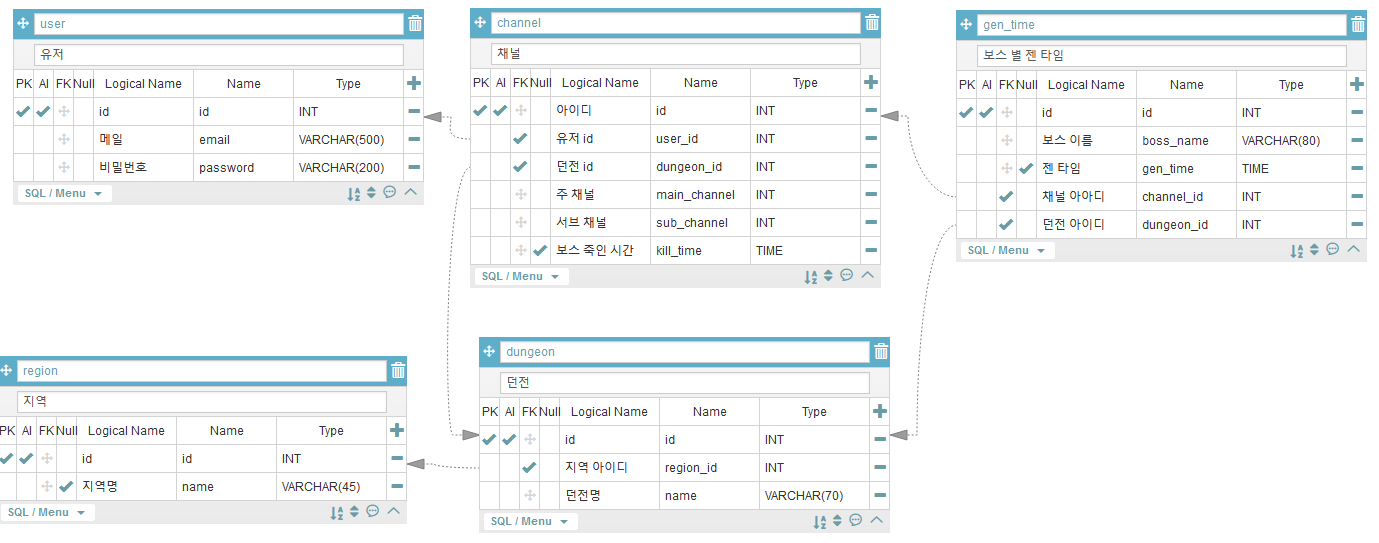 user
유저
PK AI FK Null Logical Name Name Type
id id INT
메일 email VARCHAR(500)
비밀번호 password VARCHAR(200)
SQL / Menu
channel
채널
PK AI FK Null Logical Name Name Type
아이디 id INT
유저 id user_id INT
던전 id dungeon_id INT
주 채널 main_channel INT
서브 채널 sub_channel INT
보스 죽인 시간 kill_time TIME
SQL / Menu
gen_time
보스 별 젠 타임
PK AI FK Null Logical Name Name Type
id id INT
보스 이름 boss_name VARCHAR(80)
젠 타임 gen_time TIME
채널 아아디 channel_id INT
던전 아이디 dungeon_id INT
SQL / Menu
region
지역
PK AI FK Null Logical Name Name Type
id id INT
지역명 name VARCHAR(45)
SQL / Menu
dungeon
던전
PK AI FK Null Logical Name Name Type
id id INT
지역 아이디 region_id INT
던전명 name VARCHAR(70)
SQL / Menu